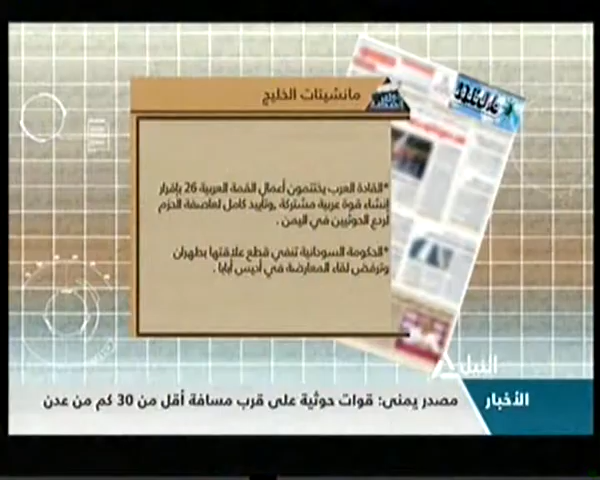 مانشيتات الخليج
*القادة العرب يختتمون أعمال القمة العربية 26 بإقرار
إنشاء قوة عربية مشتركة ,وتأييد كامل لعاصفة الحزم
لردع الحوثيين في اليمن .
*الحكومة السودانية تنفي قطع علاقتها بطهران
وترفض لقاء المعارضة في أديس أبابا .
النيل
الأخبار
مصدر يمنى: قوات حوثية على قرب مسافة أقل من 30 كم من عدن